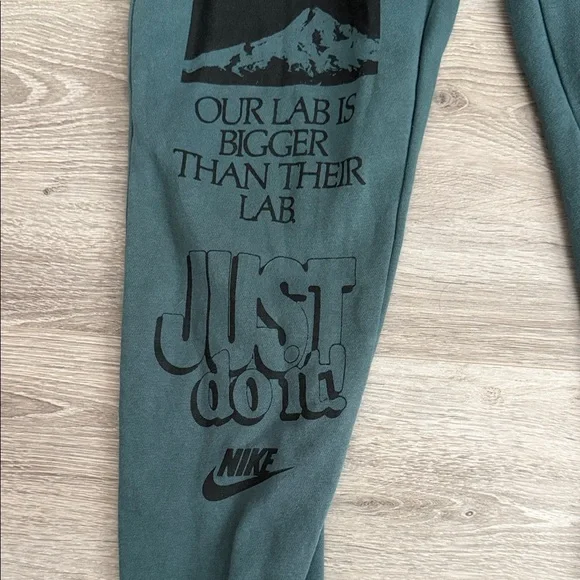 OUR LAB IS
BIGGER
THAN THEIR
LAB.
JUST
do it!
NIKE